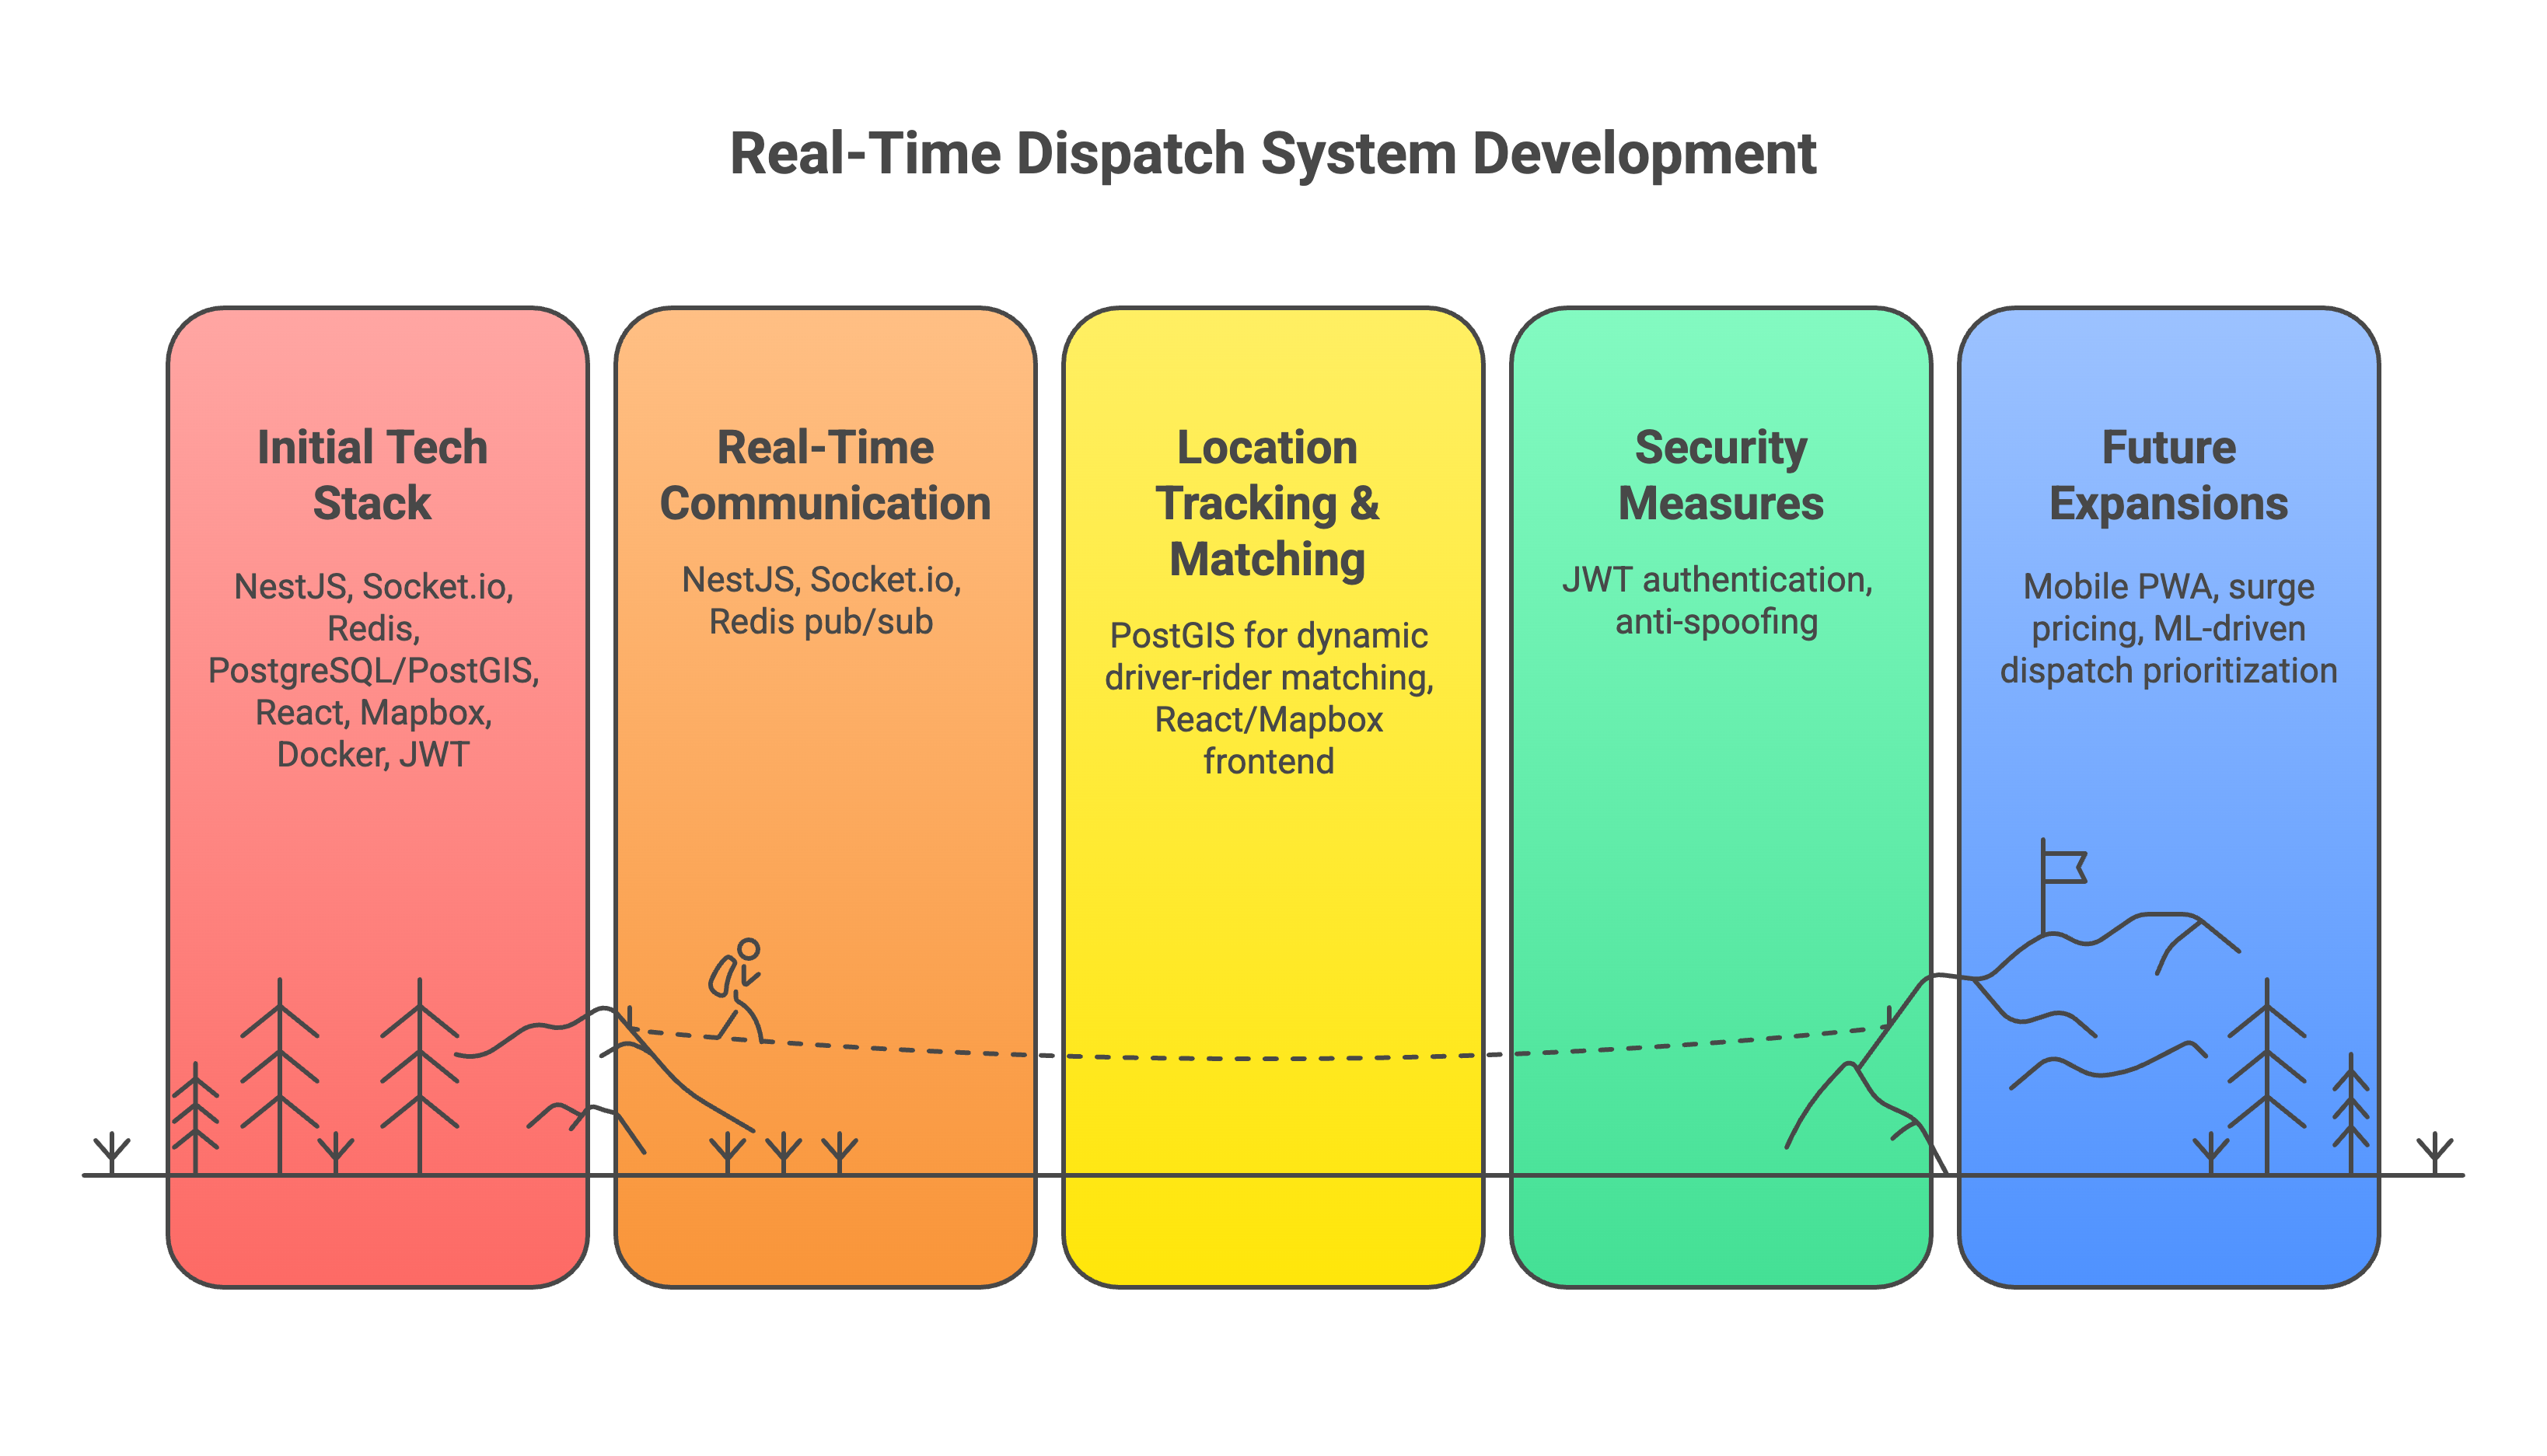 Real-Time Dispatch System Development
Initial Tech
Stack
NestJS, Socket.io,
Redis,
PostgreSQL/PostGIS,
React, Mapbox,
Docker, JWT
Real-Time
Communication
NestJS, Socket.io,
Redis pub/sub
Location
Tracking &
Matching
PostGIS for dynamic
driver-rider matching,
React/Mapbox
frontend
Security
Measures
JWT authentication,
anti-spoofing
Future
Expansions
Mobile PWA, surge
pricing, ML-driven
dispatch prioritization